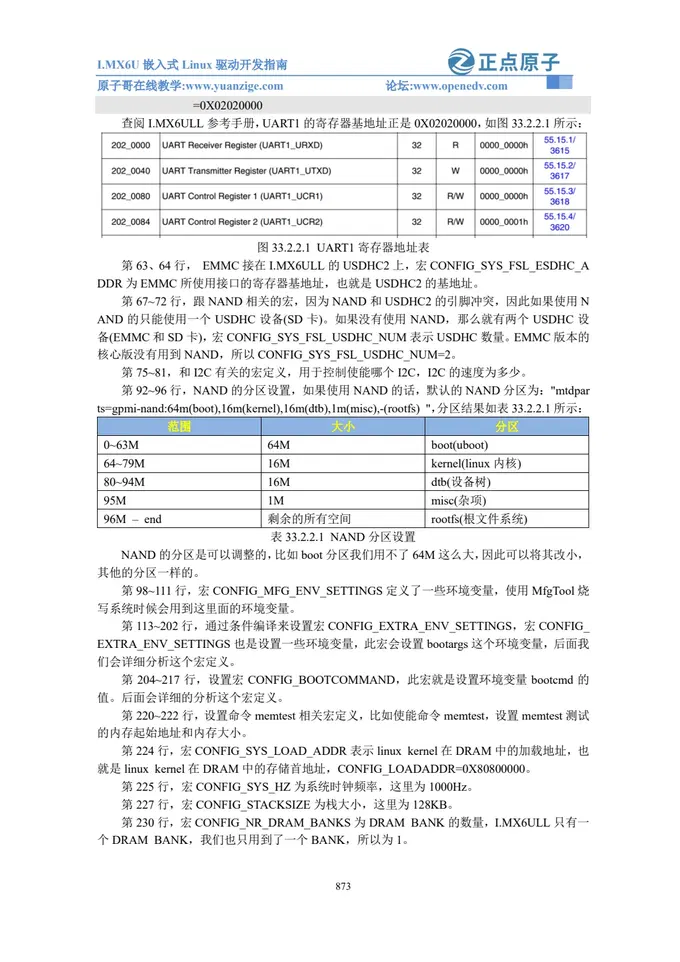 I.MX6U 嵌入式 Linux 驱动开发指南
正点原子
原子哥在线教学:www.yuanzige.com 论坛:www.openedv.com
=0X02020000
查阅 I.MX6ULL 参考手册，UART1 的寄存器基地址正是 0X02020000，如图 33.2.2.1 所示：
202_0000 UART Receiver Register (UART1_URXD) 32 R 0000_0000h 55.15.1/
3615
202_0040 UART Transmitter Register (UART1_UTXD) 32 W 0000_0000h 55.15.2/
3617
202_0080 UART Control Register 1 (UART1_UCR1) 32 R/W 0000_0000h 55.15.3/
3618
202_0084 UART Control Register 2 (UART1_UCR2) 32 R/W 0000_0001h 55.15.4/
3620
图 33.2.2.1 UART1 寄存器地址表
第 63、64 行， EMMC 接在 I.MX6ULL 的 USDHC2 上，宏 CONFIG_SYS_FSL_ESDHC_A
DDR 为 EMMC 所使用接口的寄存器基地址，也就是 USDHC2 的基地址。
第 67~72 行，跟 NAND 相关的宏，因为 NAND 和 USDHC2 的引脚冲突，因此如果使用 N
AND 的只能使用一个 USDHC 设备(SD 卡)。如果没有使用 NAND，那么就有两个 USDHC 设
备(EMMC 和 SD 卡)，宏 CONFIG_SYS_FSL_USDHC_NUM 表示 USDHC 数量。EMMC 版本的
核心版没有用到 NAND，所以 CONFIG_SYS_FSL_USDHC_NUM=2。
第 75~81，和 I2C 有关的宏定义，用于控制使能哪个 I2C，I2C 的速度为多少。
第 92~96 行，NAND 的分区设置，如果使用 NAND 的话，默认的 NAND 分区为："mtdpar
ts=gpmi-nand:64m(boot),16m(kernel),16m(dtb),1m(misc),-(rootfs) "，分区结果如表 33.2.2.1 所示：
范围 大小 分区
0~63M 64M boot(uboot)
64~79M 16M kernel(linux 内核)
80~94M 16M dtb(设备树)
95M 1M misc(杂项)
96M – end 剩余的所有空间 rootfs(根文件系统)
表 33.2.2.1 NAND 分区设置
NAND 的分区是可以调整的，比如 boot 分区我们用不了 64M 这么大，因此可以将其改小，
其他的分区一样的。
第 98~111 行，宏 CONFIG_MFG_ENV_SETTINGS 定义了一些环境变量，使用 MfgTool 烧
写系统时候会用到这里面的环境变量。
第 113~202 行，通过条件编译来设置宏 CONFIG_EXTRA_ENV_SETTINGS，宏 CONFIG_
EXTRA_ENV_SETTINGS 也是设置一些环境变量，此宏会设置 bootargs 这个环境变量，后面我
们会详细分析这个宏定义。
第 204~217 行，设置宏 CONFIG_BOOTCOMMAND，此宏就是设置环境变量 bootcmd 的
值。后面会详细的分析这个宏定义。
第 220~222 行，设置命令 memtest 相关宏定义，比如使能命令 memtest，设置 memtest 测试
的内存起始地址和内存大小。
第 224 行，宏 CONFIG_SYS_LOAD_ADDR 表示 linux kernel 在 DRAM 中的加载地址，也
就是 linux kernel 在 DRAM 中的存储首地址，CONFIG_LOADADDR=0X80800000。
第 225 行，宏 CONFIG_SYS_HZ 为系统时钟频率，这里为 1000Hz。
第 227 行，宏 CONFIG_STACKSIZE 为栈大小，这里为 128KB。
第 230 行，宏 CONFIG_NR_DRAM_BANKS 为 DRAM BANK 的数量，I.MX6ULL 只有一
个 DRAM BANK，我们也只用到了一个 BANK，所以为 1。
873